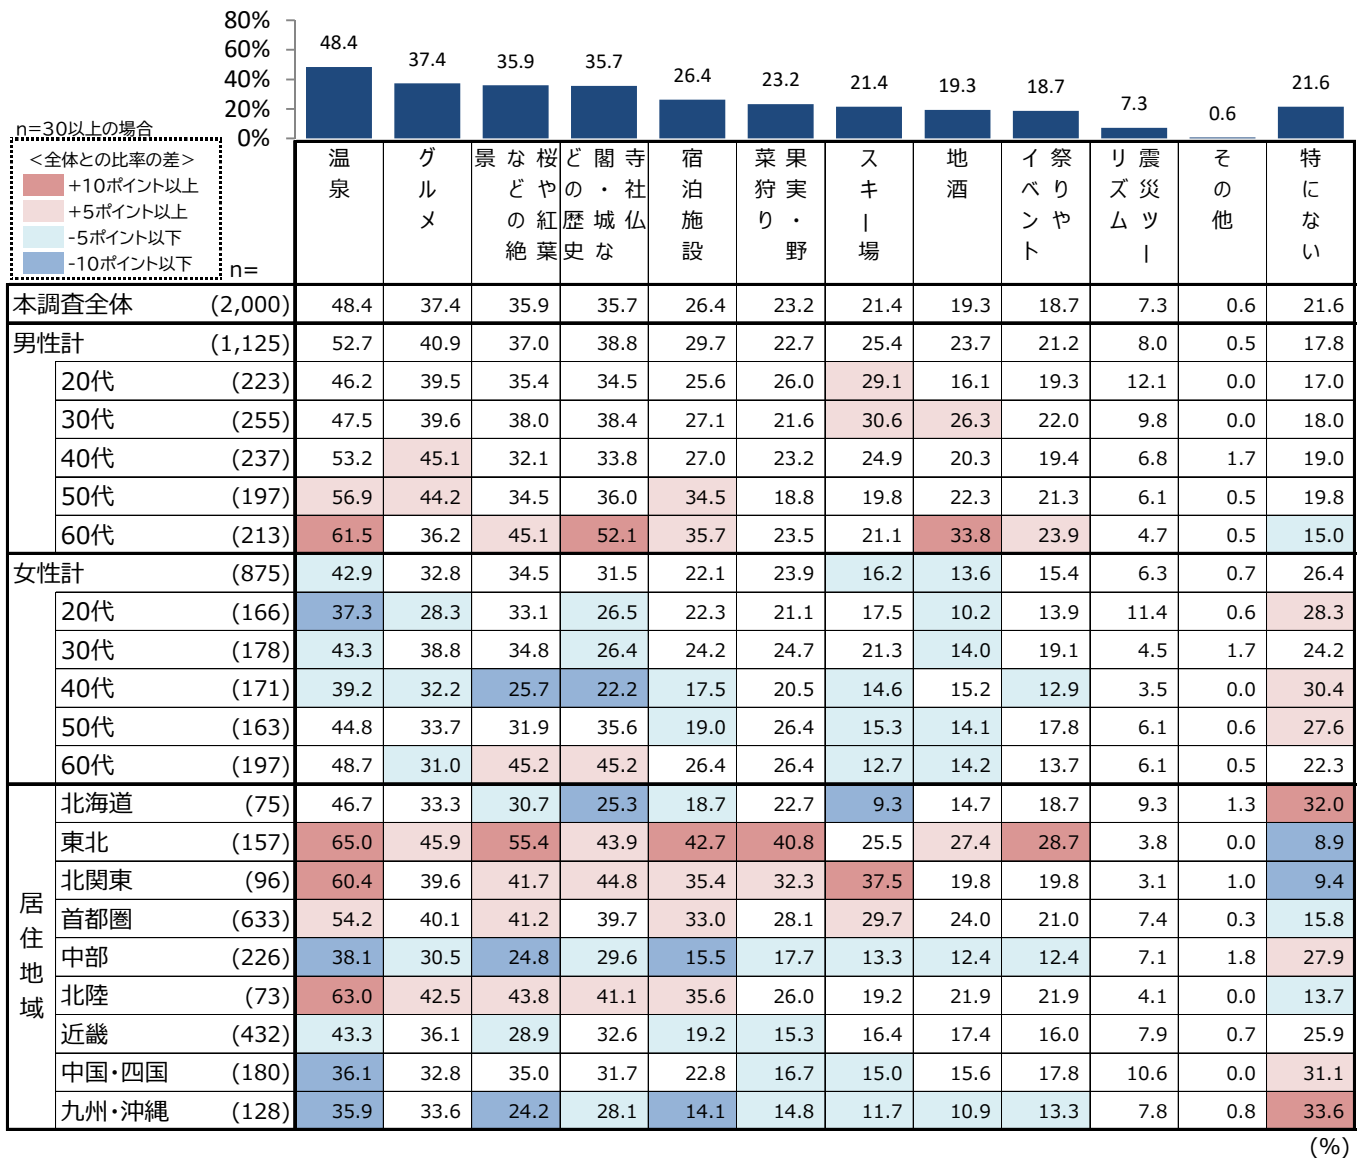 80%
60%
40%
20%
0%
48.4 37.4 35.9 35.7 26.4 23.2 21.4 19.3 18.7 7.3 0.6 21.6
n=30以上の場合
<全体との比率の差>
+10ポイント以上
+5ポイント以上
-5ポイント以下
-10ポイント以下
n=
温泉
グルメ
桜や紅葉などの絶景
寺社仏閣・城などの歴史
宿泊施設
果実・野菜狩り
スキー場
地酒
祭りやイベント
震災ツーリズム
その他
特にない
本調査全体 (2,000) 48.4 37.4 35.9 35.7 26.4 23.2 21.4 19.3 18.7 7.3 0.6 21.6
男性計 (1,125) 52.7 40.9 37.0 38.8 29.7 22.7 25.4 23.7 21.2 8.0 0.5 17.8
20代 (223) 46.2 39.5 35.4 34.5 25.6 26.0 29.1 16.1 19.3 12.1 0.0 17.0
30代 (255) 47.5 39.6 38.0 38.4 27.1 21.6 30.6 26.3 22.0 9.8 0.0 18.0
40代 (237) 53.2 45.1 32.1 33.8 27.0 23.2 24.9 20.3 19.4 6.8 1.7 19.0
50代 (197) 56.9 44.2 34.5 36.0 34.5 18.8 19.8 22.3 21.3 6.1 0.5 19.8
60代 (213) 61.5 36.2 45.1 52.1 35.7 23.5 21.1 33.8 23.9 4.7 0.5 15.0
女性計 (875) 42.9 32.8 34.5 31.5 22.1 23.9 16.2 13.6 15.4 6.3 0.7 26.4
20代 (166) 37.3 28.3 33.1 26.5 22.3 21.1 17.5 10.2 13.9 11.4 0.6 28.3
30代 (178) 43.3 38.8 34.8 26.4 24.2 24.7 21.3 14.0 19.1 4.5 1.7 24.2
40代 (171) 39.2 32.2 25.7 22.2 17.5 20.5 14.6 15.2 12.9 3.5 0.0 30.4
50代 (163) 44.8 33.7 31.9 35.6 19.0 26.4 15.3 14.1 17.8 6.1 0.6 27.6
60代 (197) 48.7 31.0 45.2 45.2 26.4 26.4 12.7 14.2 13.7 6.1 0.5 22.3
居住地域
北海道 (75) 46.7 33.3 30.7 25.3 18.7 22.7 9.3 14.7 18.7 9.3 1.3 32.0
東北 (157) 65.0 45.9 55.4 43.9 42.7 40.8 25.5 27.4 28.7 3.8 0.0 8.9
北関東 (96) 60.4 39.6 41.7 44.8 35.4 32.3 37.5 19.8 19.8 3.1 1.0 9.4
首都圏 (633) 54.2 40.1 41.2 39.7 33.0 28.1 29.7 24.0 21.0 7.4 0.3 15.8
中部 (226) 38.1 30.5 24.8 29.6 15.5 17.7 13.3 12.4 12.4 7.1 1.8 27.9
北陸 (73) 63.0 42.5 43.8 41.1 35.6 26.0 19.2 21.9 21.9 4.1 0.0 13.7
近畿 (432) 43.3 36.1 28.9 32.6 19.2 15.3 16.4 17.4 16.0 7.9 0.7 25.9
中国・四国 (180) 36.1 32.8 35.0 31.7 22.8 16.7 15.0 15.6 17.8 10.6 0.0 31.1
九州・沖縄 (128) 35.9 33.6 24.2 28.1 14.1 14.8 11.7 10.9 13.3 7.8 0.8 33.6
(%)